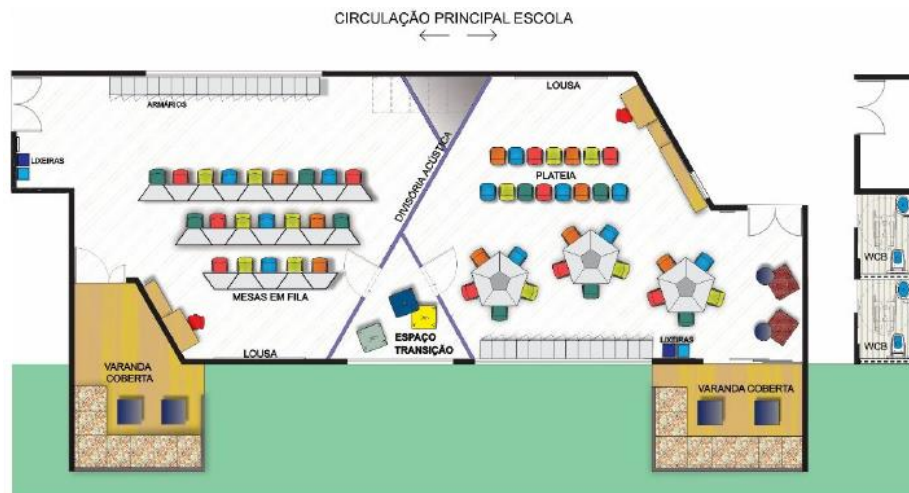 CIRCULAÇÃO PRINCIPAL ESCOLA
LOUSA
ARMÁRIOS
LIXEIRAS
DIVISÓRIA ACÚSTICA
PLATEIA
MESAS EM FILA
ESPAÇO
TRANSIÇÃO
LOUSA
LIXEIRAS
VARANDA
COBERTA
VARANDA COBERTA
WCB
WCB